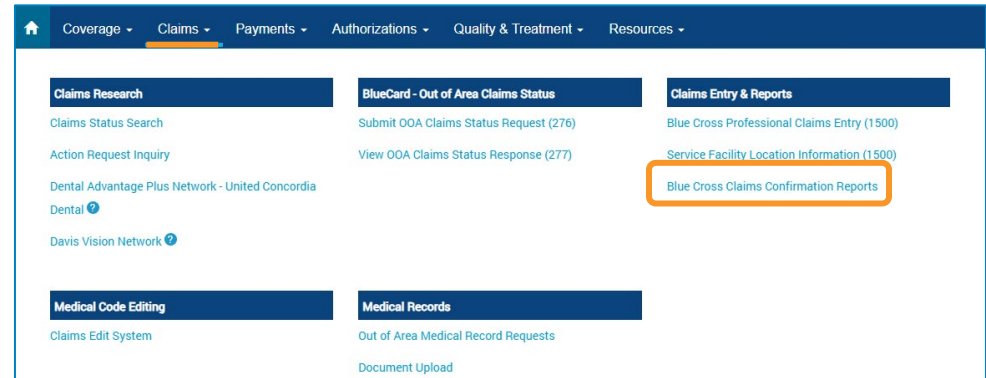 Coverage Claims Payments Authorizations Quality & Treatment Resources
Claims Research
Claims Status Search
Action Request Inquiry
Dental Advantage Plus Network - United Concordia
Dental ?
Davis Vision Network ?
BlueCard - Out of Area Claims Status
Submit OOA Claims Status Request (276)
View OOA Claims Status Response (277)
Claims Entry & Reports
Blue Cross Professional Claims Entry (1500)
Service Facility Location Information (1500)
Blue Cross Claims Confirmation Reports
Medical Code Editing
Claims Edit System
Medical Records
Out of Area Medical Record Requests
Document Upload